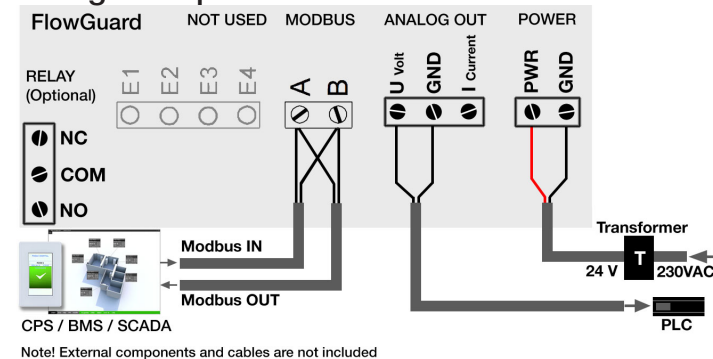 FlowGuard
NOT USED
MODBUS
ANALOG OUT
POWER
RELAY
(Optional)
E1
E2
E3
E4
A
B
U Volt
GND
I Current
PWR
GND
NC
COM
NO
Modbus IN
Modbus OUT
CPS / BMS / SCADA
Transformer
T
24 V
230VAC
PLC
Note! External components and cables are not included